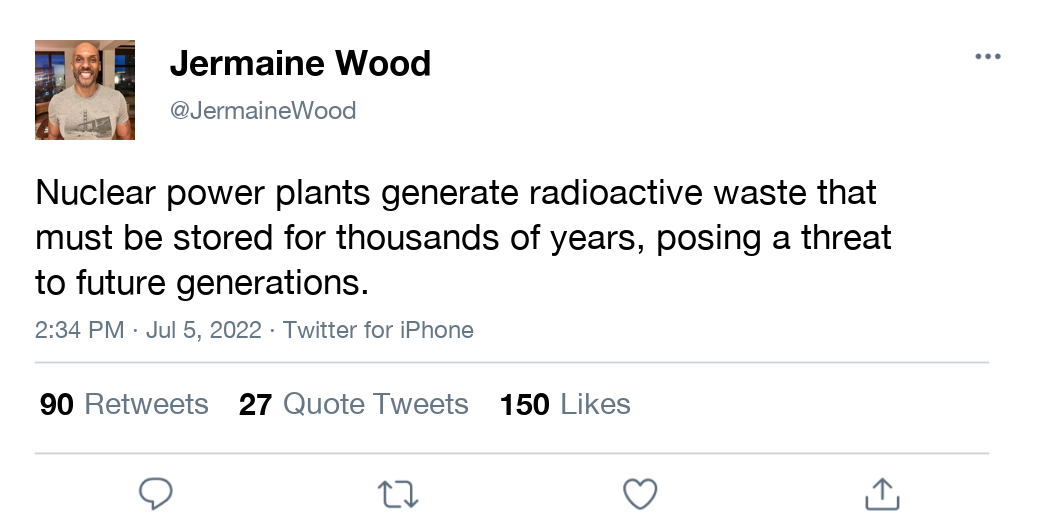 Jermaine Wood
@JermaineWood
Nuclear power plants generate radioactive waste that
must be stored for thousands of years, posing a threat
to future generations.
2:34 PM · Jul 5, 2022 · Twitter for iPhone
90 Retweets 27 Quote Tweets 150 Likes